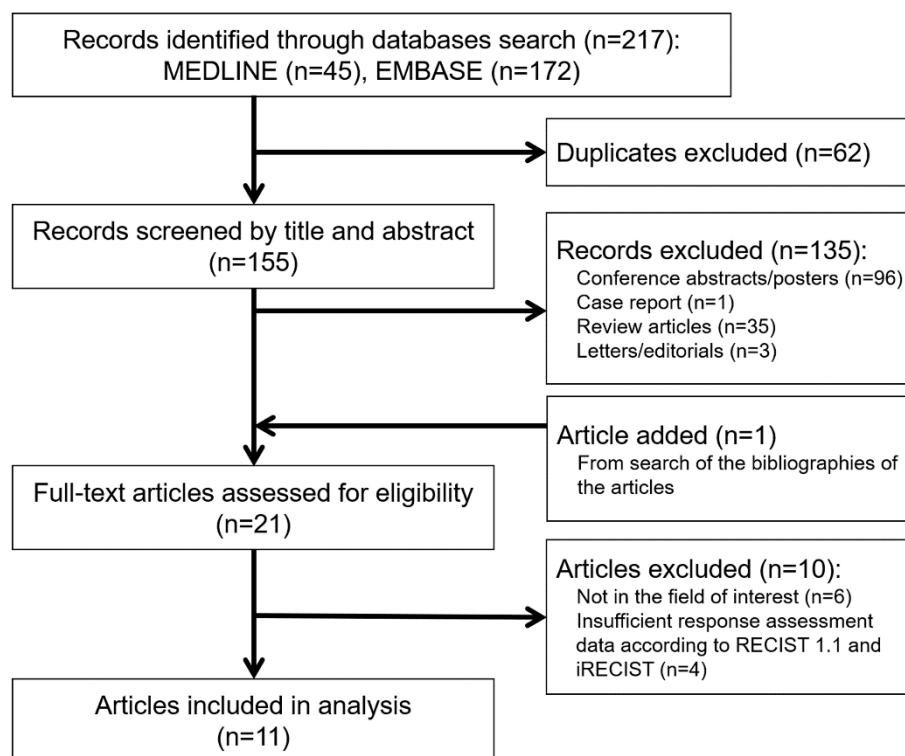 Records identified through databases search (n=217):
MEDLINE (n=45), EMBASE (n=172)
Duplicates excluded (n=62)
Records screened by title and abstract
(n=155)
Records excluded (n=135):
Conference abstracts/posters (n=96)
Case report (n=1)
Review articles (n=35)
Letters/editorials (n=3)
Article added (n=1)
From search of the bibliographies of
the articles
Full-text articles assessed for eligibility
(n=21)
Articles excluded (n=10):
Not in the field of interest (n=6)
Insufficient response assessment
data according to RECIST 1.1 and
iRECIST (n=4)
Articles included in analysis
(n=11)